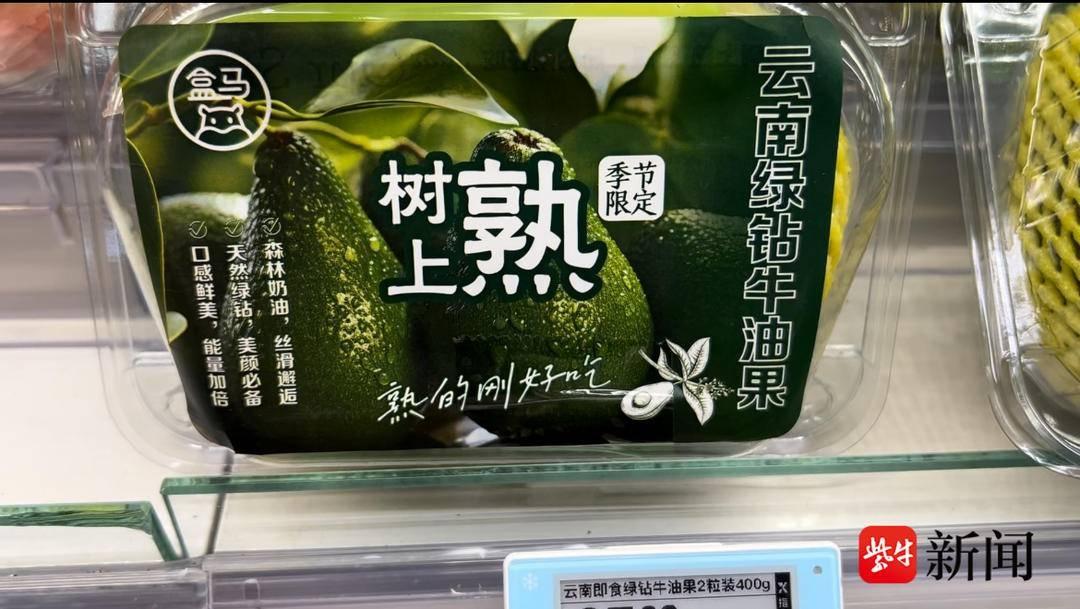 盒马
树上熟
季节
限定
云南绿钻牛油果
森林奶油，丝滑邂逅
天然绿钻，美颜必备
口感鲜美，能量加倍
熟的刚好吃
紫牛新闻
云南即食绿钻牛油果2粒装400g